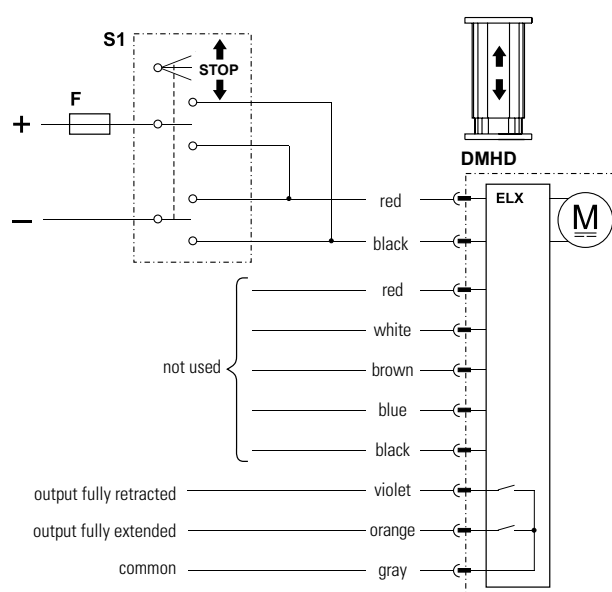 S1
STOP
F
+
–
DMHD
ELX
M
red
black
red
white
not used
brown
blue
black
output fully retracted
violet
output fully extended
orange
common
gray